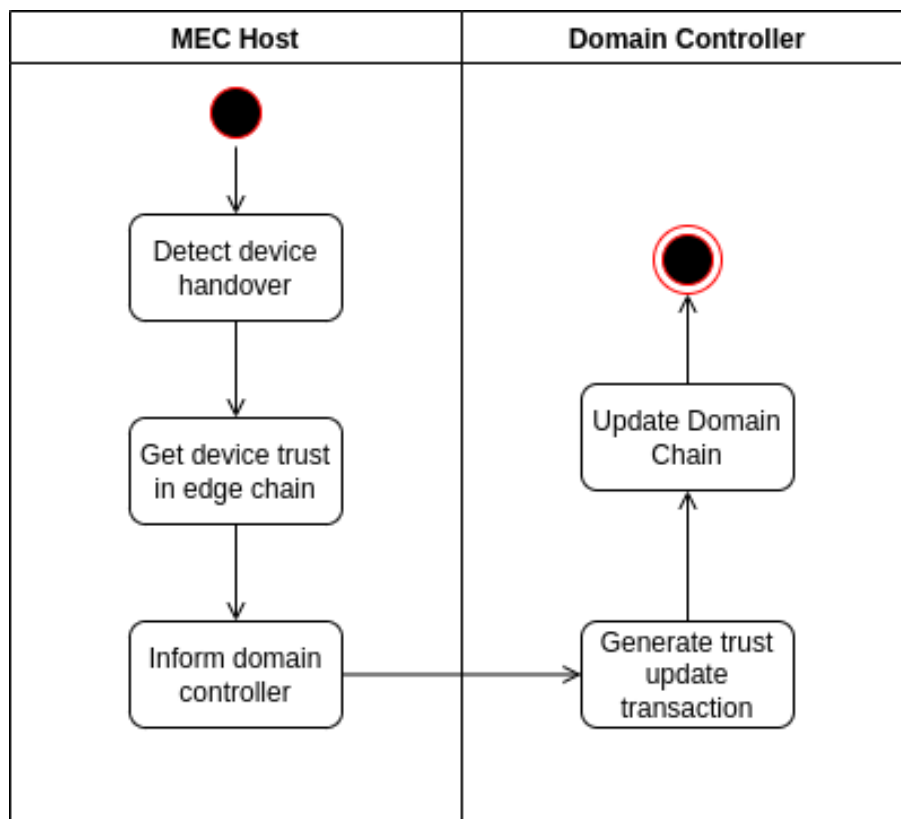 MEC Host
Domain Controller
Detect device
handover
Get device trust
in edge chain
Inform domain
controller
Update Domain
Chain
Generate trust
update
transaction